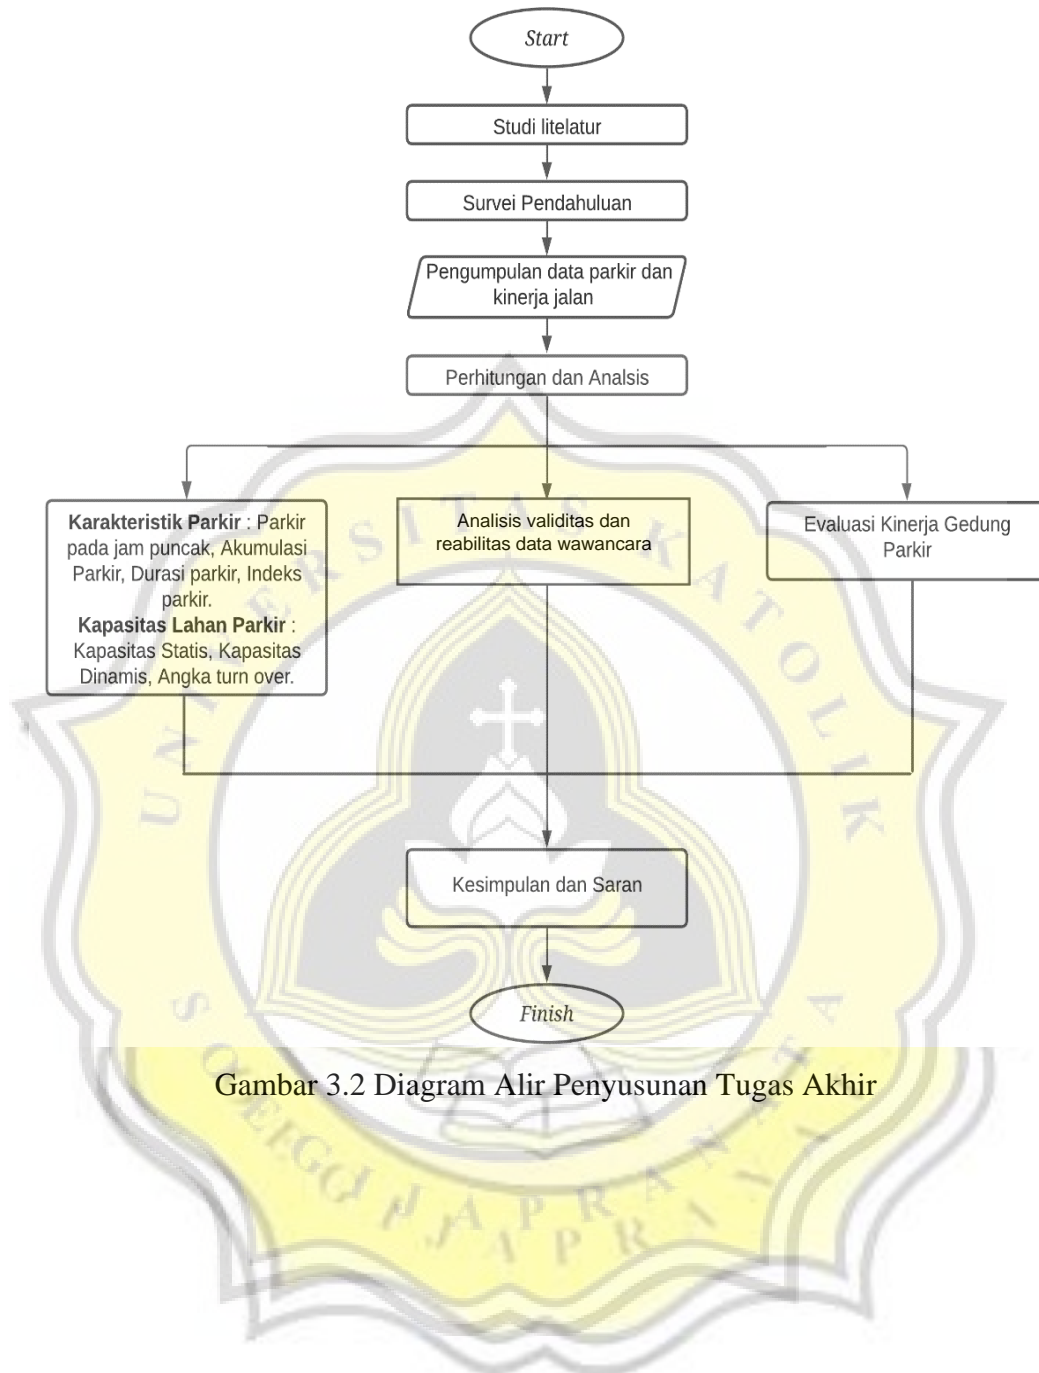 Start
Studi litelatur
Survei Pendahuluan
Pengumpulan data parkir dan
kinerja jalan
Perhitungan dan Analsis
Karakteristik Parkir : Parkir
pada jam puncak, Akumulasi
Parkir, Durasi parkir, Indeks
parkir.
Kapasitas Lahan Parkir :
Kapasitas Statis, Kapasitas
Dinamis, Angka turn over.
Analisis validitas dan
reabilitas data wawancara
Evaluasi Kinerja Gedung
Parkir
Kesimpulan dan Saran
Finish
Gambar 3.2 Diagram Alir Penyusunan Tugas Akhir
UNIVERSITAS KATOLIK